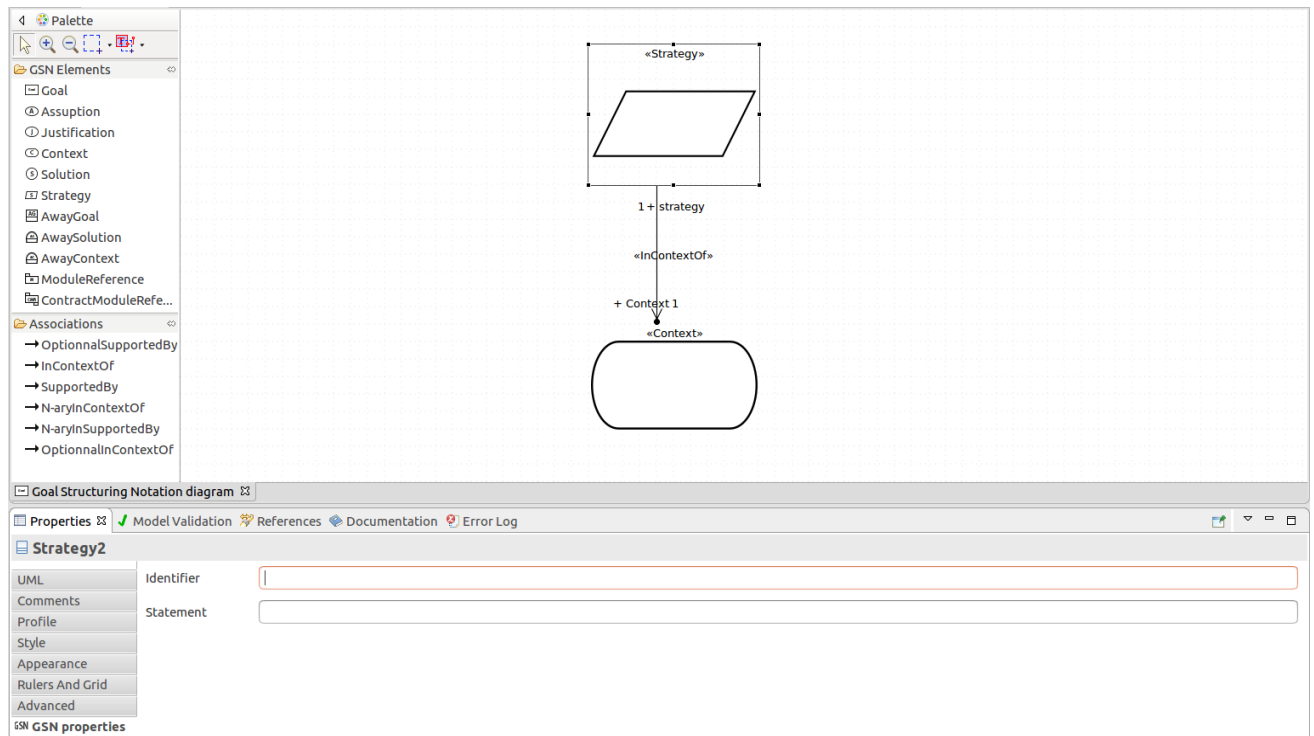 Palette
GSN Elements
Goal
Assuption
Justification
Context
Solution
Strategy
AwayGoal
AwaySolution
AwayContext
ModuleReference
ContractModuleRefe...
Associations
OptionnalSupportedBy
InContextOf
SupportedBy
N-aryInContextOf
N-aryInSupportedBy
OptionnalInContextOf
«Strategy»
1 + strategy
«InContextOf»
+ Context 1
«Context»
Goal Structuring Notation diagram
Properties Model Validation References Documentation Error Log
Strategy2
UML
Comments
Profile
Style
Appearance
Rulers And Grid
Advanced
GSN GSN properties
Identifier
Statement